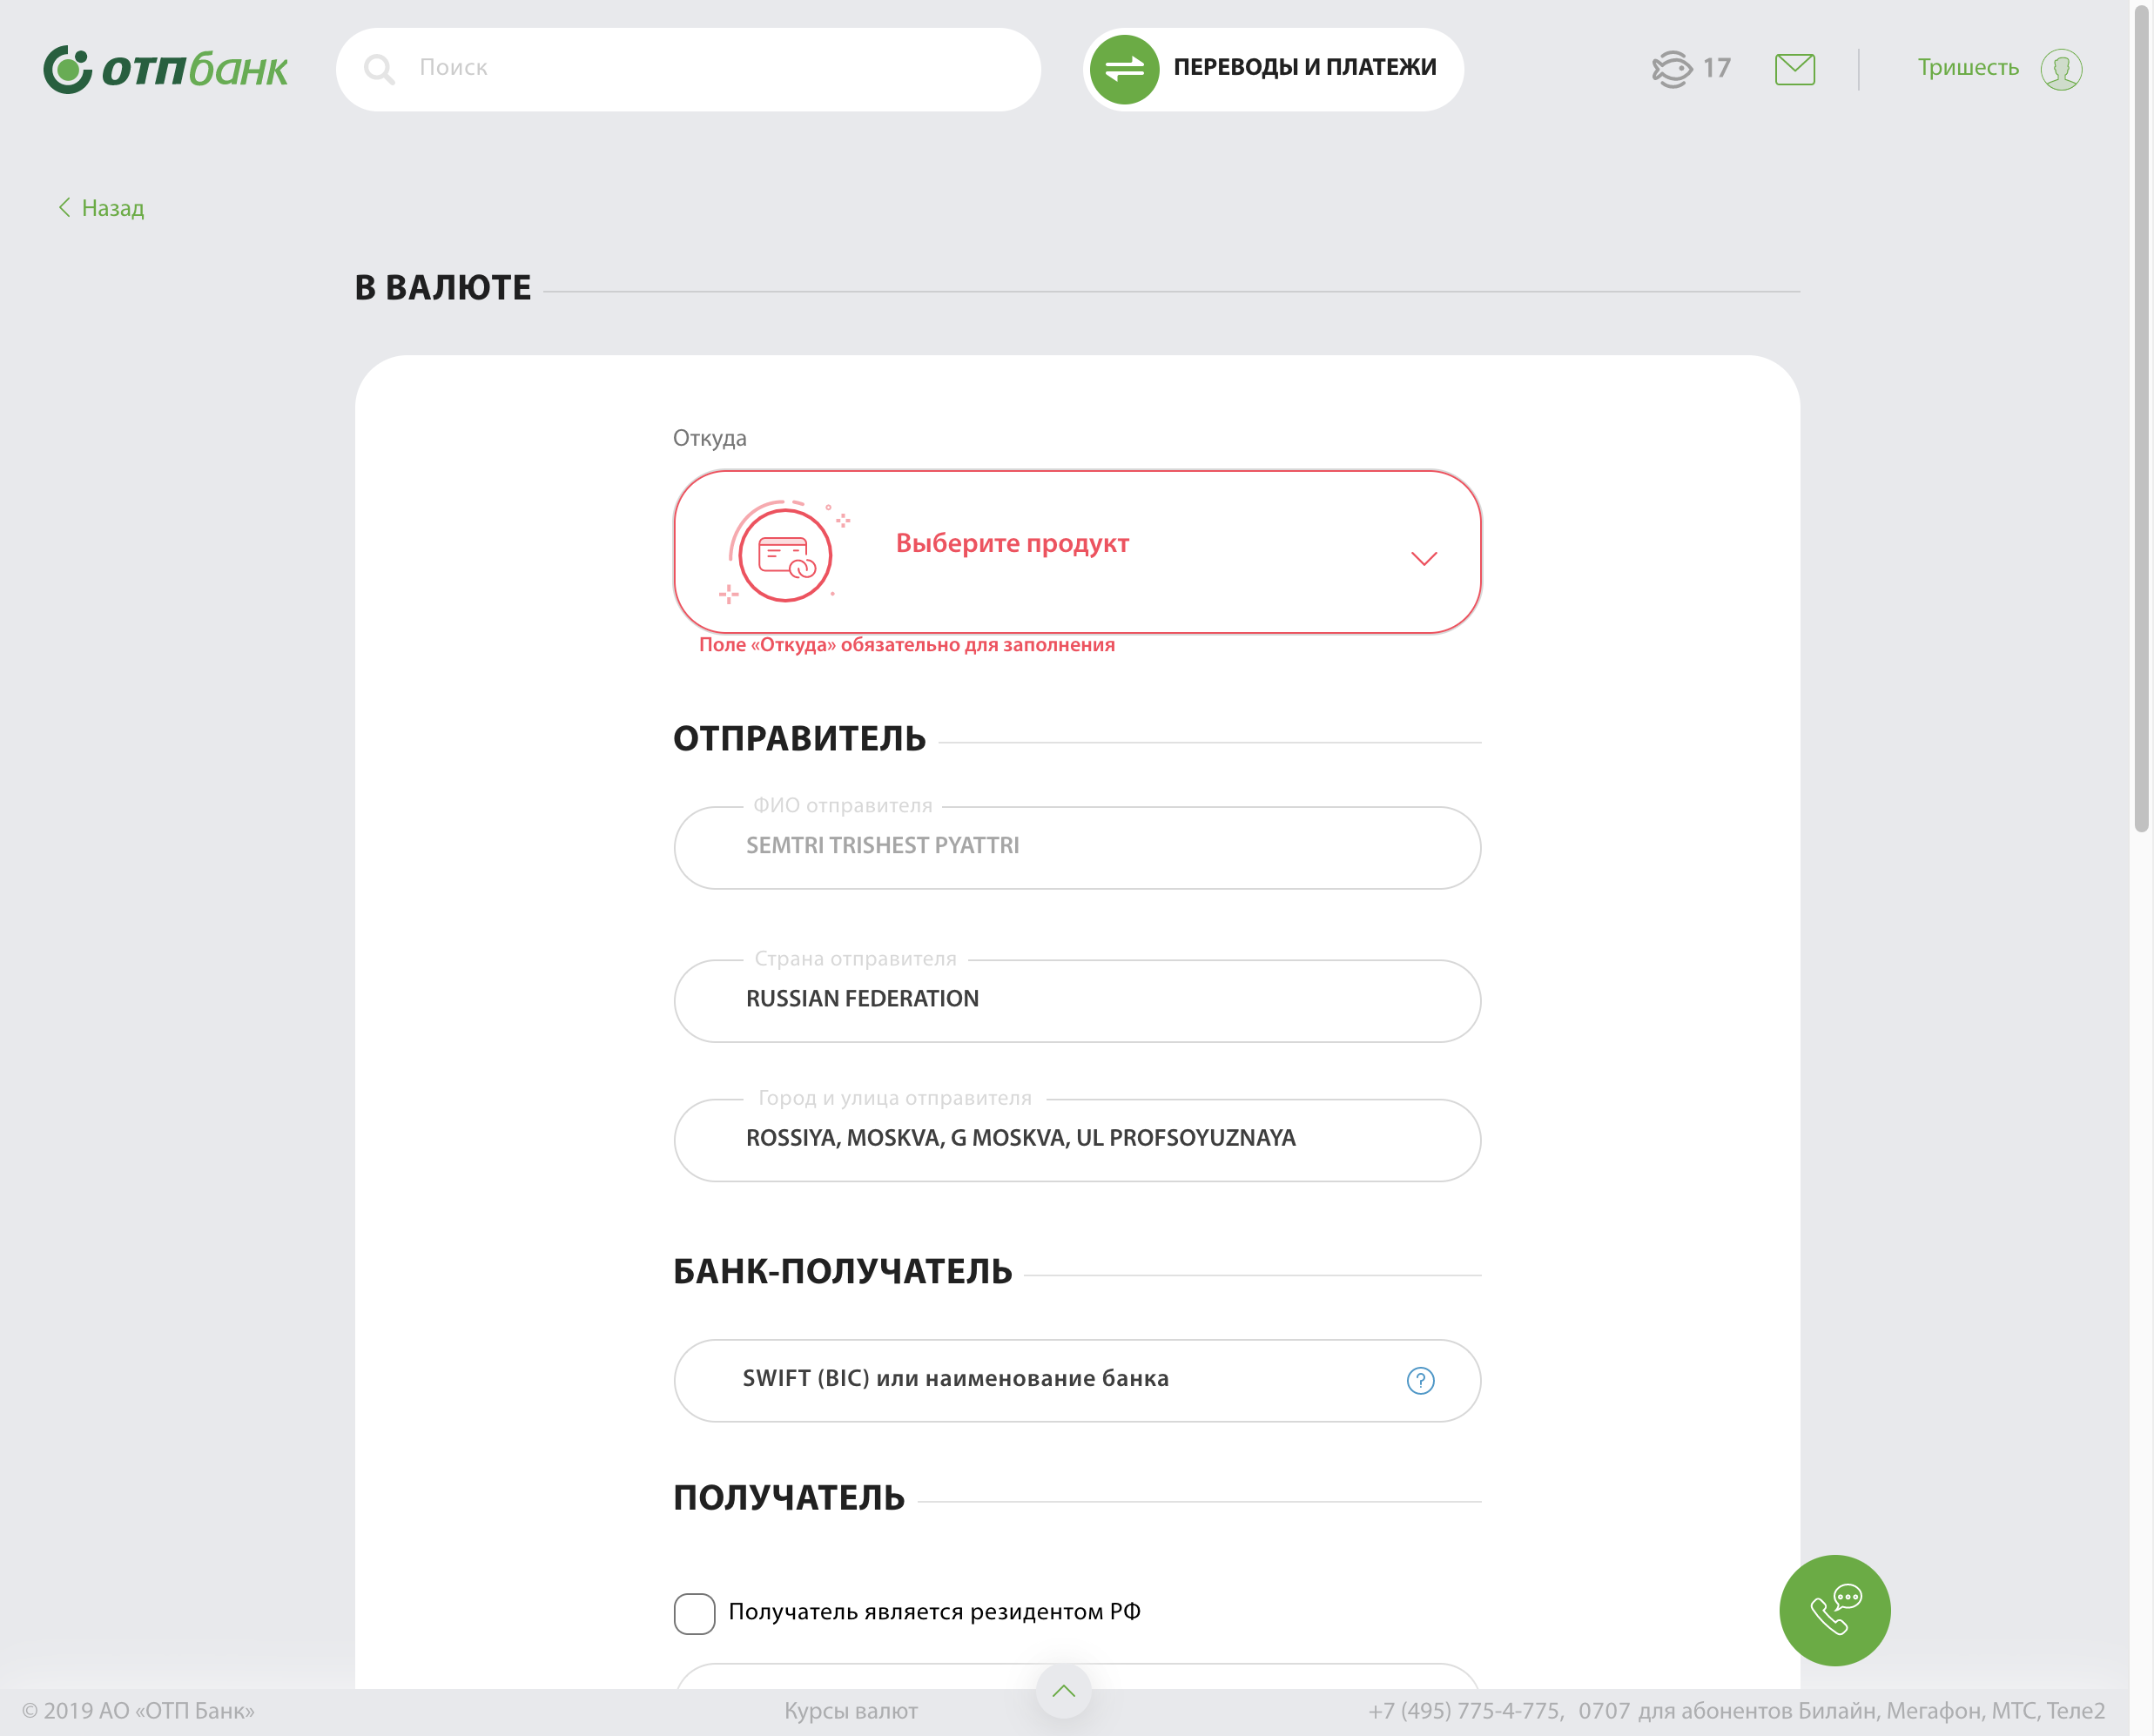 отпбанк
Поиск
ПЕРЕВОДЫ И ПЛАТЕЖИ
17
Тришесть
Назад
В ВАЛЮТЕ
Откуда
Выберите продукт
Поле «Откуда» обязательно для заполнения
ОТПРАВИТЕЛЬ
ФИО отправителя
SEMTRI TRISHEST PYATTRI
Страна отправителя
RUSSIAN FEDERATION
Город и улица отправителя
ROSSIYA, MOSKVA, G MOSKVA, UL PROFSOYUZNAYA
БАНК-ПОЛУЧАТЕЛЬ
SWIFT (BIC) или наименование банка
?
ПОЛУЧАТЕЛЬ
Получатель является резидентом РФ
© 2019 АО «ОТП Банк»
Курсы валют
+7 (495) 775-4-775, 0707 для абонентов Билайн, Мегафон, МТС, Теле2